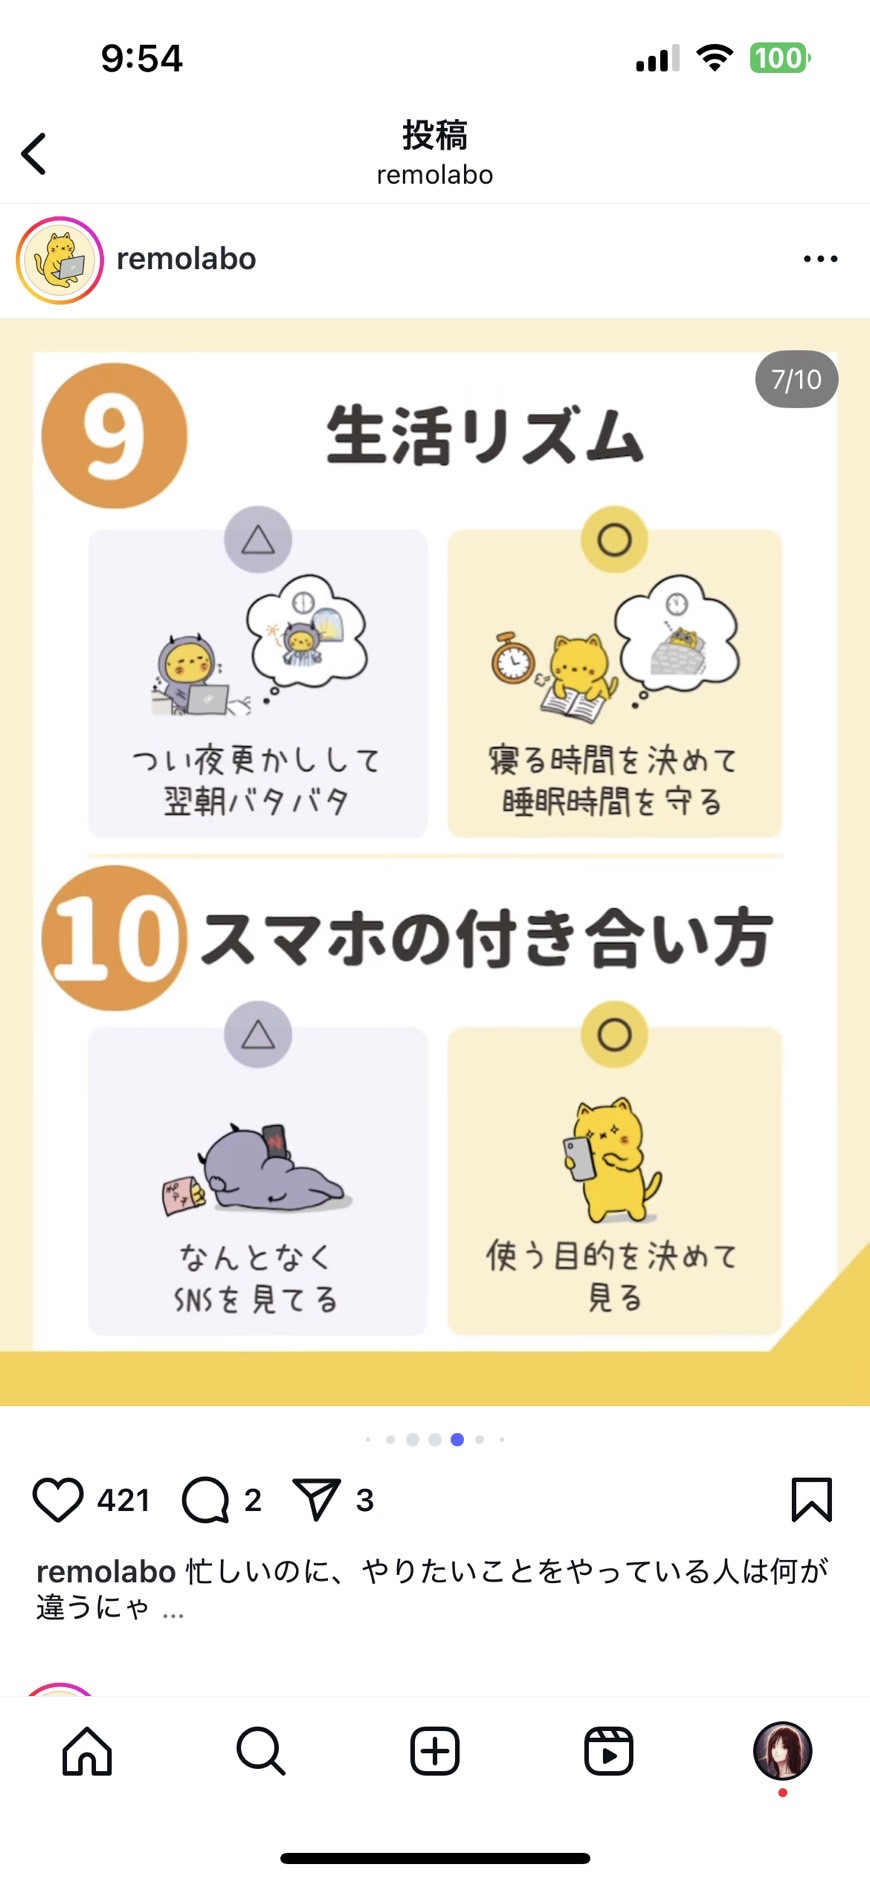 9:54
100
投稿
remolabo
remolabo
7/10
9
生活リズム
△
○
つい夜更かしして
翌朝バタバタ
寝る時間を決めて
睡眠時間を守る
10
スマホの付き合い方
△
○
ポテチ
N
なんとなく
SNSを見てる
使う目的を決めて
見る
421
2
3
remolabo 忙しいのに、やりたいことをやっている人は何が
違うにゃ ...